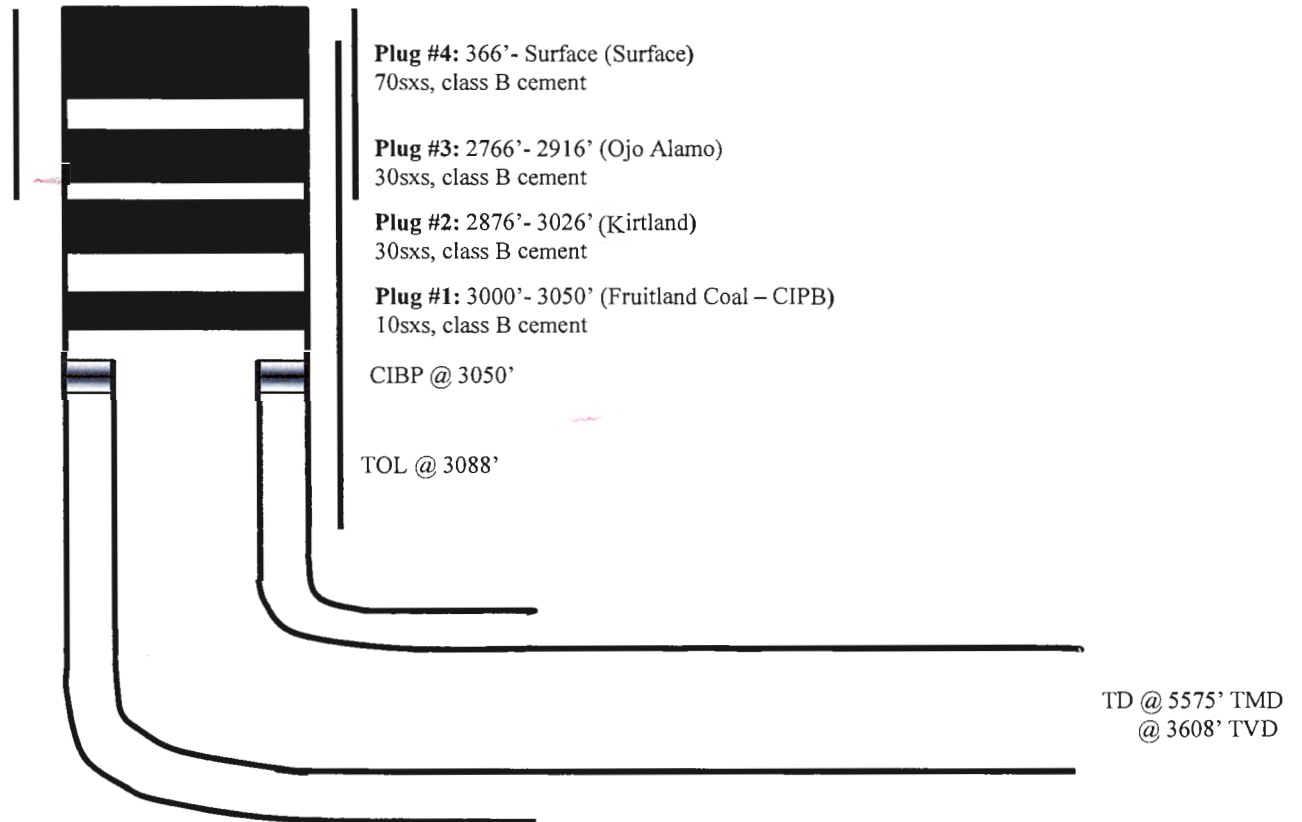 Plug #4: 366’- Surface (Surface)
70sxs, class B cement
Plug #3: 2766’- 2916’ (Ojo Alamo)
30sxs, class B cement
Plug #2: 2876’- 3026’ (Kirtland)
30sxs, class B cement
Plug #1: 3000’- 3050’ (Fruitland Coal – CIPB)
10sxs, class B cement
CIBP @ 3050’
TOL @ 3088’
TD @ 5575’ TMD
@ 3608’ TVD